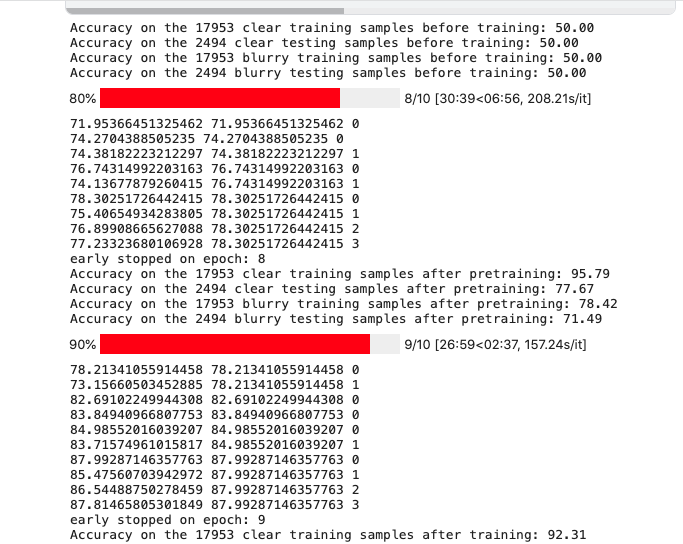 Accuracy on the 17953 clear training samples before training: 50.00
Accuracy on the 2494 clear testing samples before training: 50.00
Accuracy on the 17953 blurry training samples before training: 50.00
Accuracy on the 2494 blurry testing samples before training: 50.00
80% 8/10 [30:39<06:56, 208.21s/it]
71.95366451325462 71.95366451325462 0
74.2704388505235 74.2704388505235 0
74.38182223212297 74.38182223212297 1
76.74314992203163 76.74314992203163 0
74.13677879260415 76.74314992203163 1
78.30251726442415 78.30251726442415 0
75.40654934283805 78.30251726442415 1
76.89908665627088 78.30251726442415 2
77.23323680106928 78.30251726442415 3
early stopped on epoch: 8
Accuracy on the 17953 clear training samples after pretraining: 95.79
Accuracy on the 2494 clear testing samples after pretraining: 77.67
Accuracy on the 17953 blurry training samples after pretraining: 78.42
Accuracy on the 2494 blurry testing samples after pretraining: 71.49
90% 9/10 [26:59<02:37, 157.24s/it]
78.21341055914458 78.21341055914458 0
73.15660503452885 78.21341055914458 1
82.69102249944308 82.69102249944308 0
83.84940966807753 83.84940966807753 0
84.98552016039207 84.98552016039207 0
83.71574961015817 84.98552016039207 1
87.99287146357763 87.99287146357763 0
85.47560703942972 87.99287146357763 1
86.54488750278459 87.99287146357763 2
87.81465805301849 87.99287146357763 3
early stopped on epoch: 9
Accuracy on the 17953 clear training samples after training: 92.31